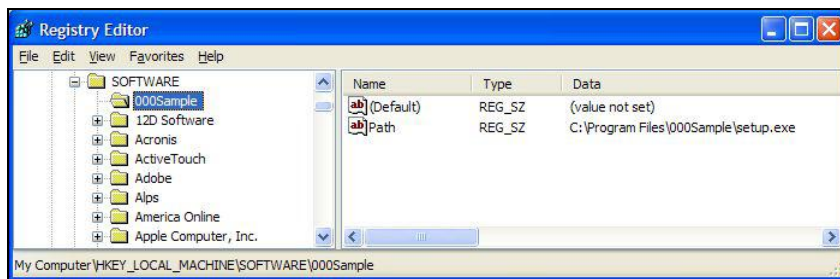 Registry Editor
File Edit View Favorites Help
SOFTWARE
000Sample
12D Software
Acronis
ActiveTouch
Adobe
Alps
America Online
Apple Computer, Inc.
Name Type Data
ab (Default) REG_SZ (value not set)
ab Path REG_SZ C:\Program Files\000Sample\setup.exe
My Computer\HKEY_LOCAL_MACHINE\SOFTWARE\000Sample